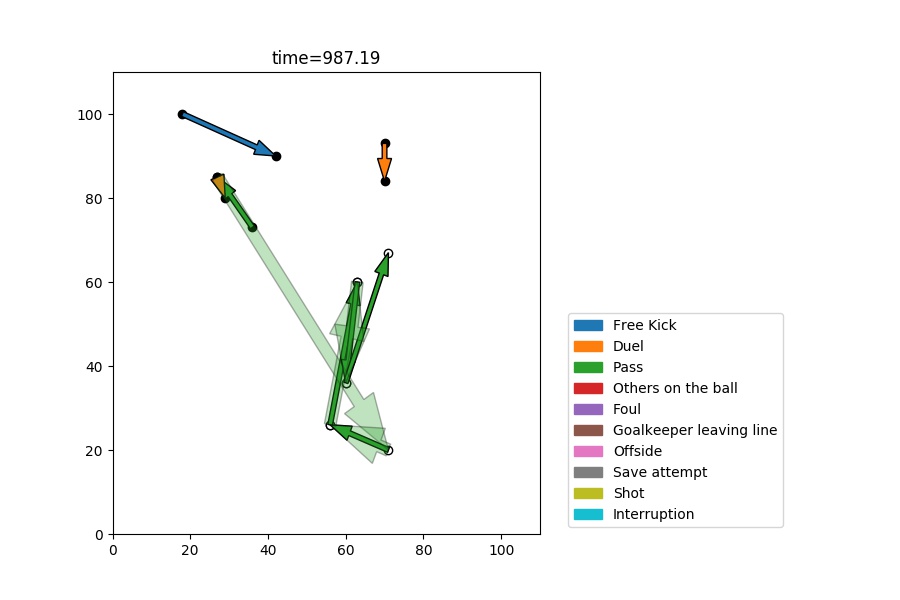 time=987.19
100
80
60
40
20
0
0 20 40 60 80 100
Free Kick
Duel
Pass
Others on the ball
Foul
Goalkeeper leaving line
Offside
Save attempt
Shot
Interruption